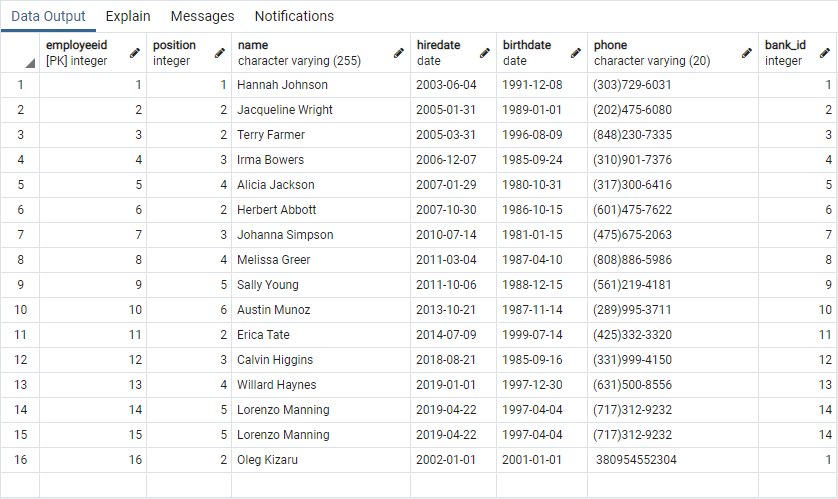 Data Output Explain Messages Notifications
employeeid position name hiredate birthdate phone bank_id
[PK] integer integer character varying (255) date date character varying (20) integer
1 1 1 Hannah Johnson 2003-06-04 1991-12-08 (303)729-6031 1
2 2 2 Jacqueline Wright 2005-01-31 1989-01-01 (202)475-6080 2
3 3 2 Terry Farmer 2005-03-31 1996-08-09 (848)230-7335 3
4 4 3 Irma Bowers 2006-12-07 1985-09-24 (310)901-7376 4
5 5 4 Alicia Jackson 2007-01-29 1980-10-31 (317)300-6416 5
6 6 2 Herbert Abbott 2007-10-30 1986-10-15 (601)475-7622 6
7 7 3 Johanna Simpson 2010-07-14 1981-01-15 (475)675-2063 7
8 8 4 Melissa Greer 2011-03-04 1987-04-10 (808)886-5986 8
9 9 5 Sally Young 2011-10-06 1988-12-15 (561)219-4181 9
10 10 6 Austin Munoz 2013-10-21 1987-11-14 (289)995-3711 10
11 11 2 Erica Tate 2014-07-09 1999-07-14 (425)332-3320 11
12 12 3 Calvin Higgins 2018-08-21 1985-09-16 (331)999-4150 12
13 13 4 Willard Haynes 2019-01-01 1997-12-30 (631)500-8556 13
14 14 5 Lorenzo Manning 2019-04-22 1997-04-04 (717)312-9232 14
15 15 5 Lorenzo Manning 2019-04-22 1997-04-04 (717)312-9232 14
16 16 2 Oleg Kizaru 2002-01-01 2001-01-01 380954552304 1